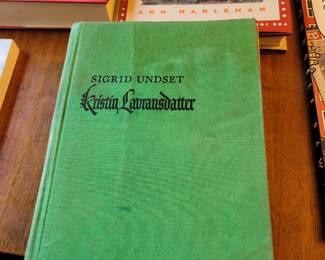 ANN HARLEMAN
SIGRID UNDSET
Kristin Lavransdatter